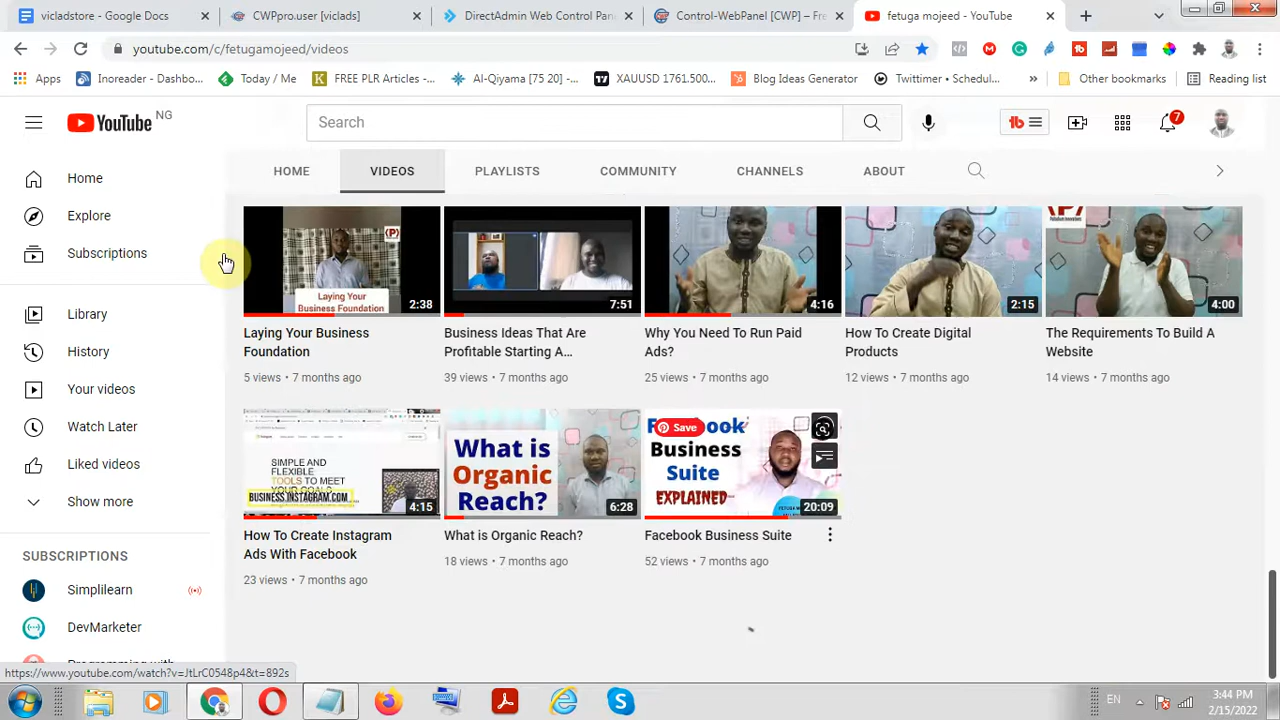 vicladstore - Google Docs
CWPpro.user [viclads]
DirectAdmin Web Control Pa
Control-WebPanel [CWP] – Fre
fetuga mojeed - YouTube
youtube.com/c/fetugamojeed/videos
Apps
Inoreader - Dashbo...
Today / Me
FREE PLR Articles -...
Al-Qiyama [75 20] -...
XAUUSD 1761.500...
Blog Ideas Generator
Twittimer • Schedul...
Other bookmarks
Reading list
YouTube NG
Search
7
HOME
VIDEOS
PLAYLISTS
COMMUNITY
CHANNELS
ABOUT
Home
Explore
Subscriptions
Library
History
Your videos
Watch Later
Liked videos
Show more
SUBSCRIPTIONS
Simplilearn
DevMarketer
Programming with
Laying Your
Business Foundation
2:38
Laying Your Business
Foundation
5 views • 7 months ago
7:51
Business Ideas That Are
Profitable Starting A...
39 views • 7 months ago
4:16
Why You Need To Run Paid
Ads?
25 views • 7 months ago
2:15
How To Create Digital
Products
12 views • 7 months ago
4:00
The Requirements To Build A
Website
14 views • 7 months ago
SIMPLE AND
FLEXIBLE
TOOLS TO MEET
YOUR GOALS
BUSINESS.INSTAGRAM.COM
4:15
How To Create Instagram
Ads With Facebook
23 views • 7 months ago
What is
Organic
Reach?
6:28
What is Organic Reach?
18 views • 7 months ago
Save
Business
Suite
EXPLAINED
20:09
Facebook Business Suite
52 views • 7 months ago
https://www.youtube.com/watch?v=JtLrC0548p4&t=892s
EN
3:44 PM
2/15/2022